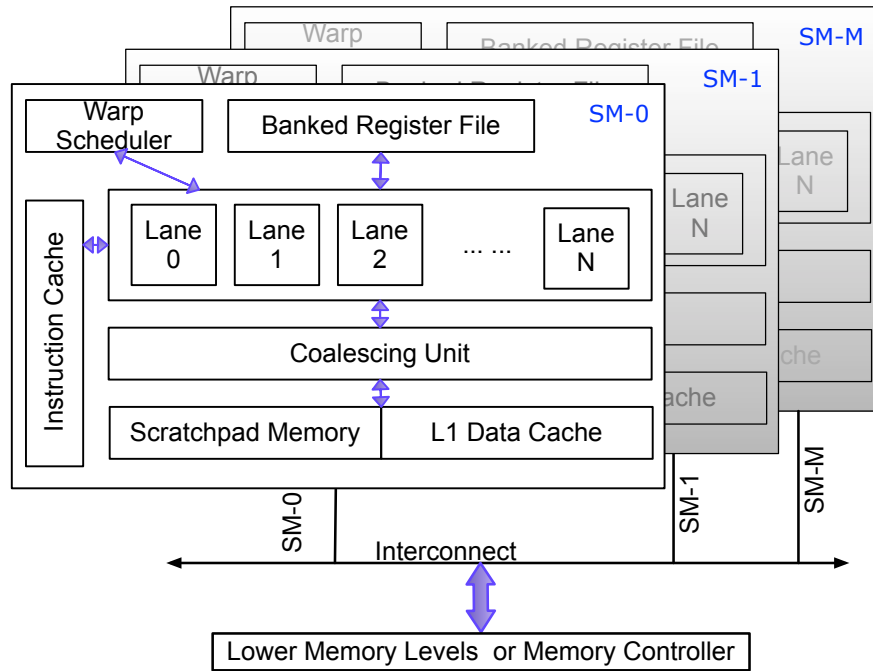 Warp
Banked Register File
SM-M
Warp
SM-1
Warp
Scheduler
Banked Register File
SM-0
Lane
N
Lane
N
Lane
0
Lane
1
Lane
2
... ...
Lane
N
Instruction Cache
Coalescing Unit
Scratchpad Memory
L1 Data Cache
SM-0
SM-1
SM-M
Interconnect
Lower Memory Levels or Memory Controller